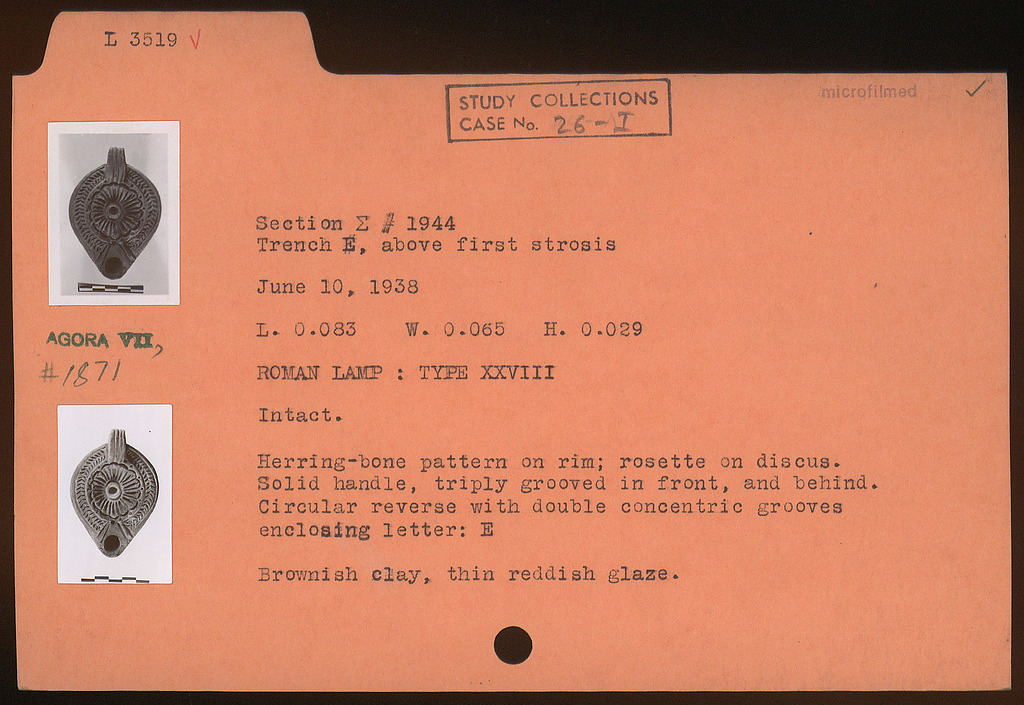 L 3519 √
microfilmed ✓
STUDY COLLECTIONS
CASE No. 26-I
Section Σ # 1944
Trench E, above first strosis
June 10, 1938
L. 0.083 W. 0.065 H. 0.029
AGORA VII,
#1871
ROMAN LAMP : TYPE XXVIII
Intact.
Herring-bone pattern on rim; rosette on discus.
Solid handle, triply grooved in front, and behind.
Circular reverse with double concentric grooves
enclosing letter: E
Brownish clay, thin reddish glaze.